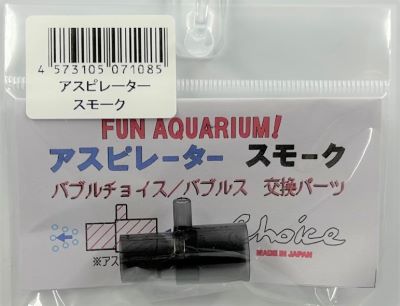 4 573105 071085
アスピレーター
スモーク
FUN AQUARIUM!
アスピレーター スモーク
バブルチョイス/バブルス 交換パーツ
Choice
MADE IN JAPAN
※アス